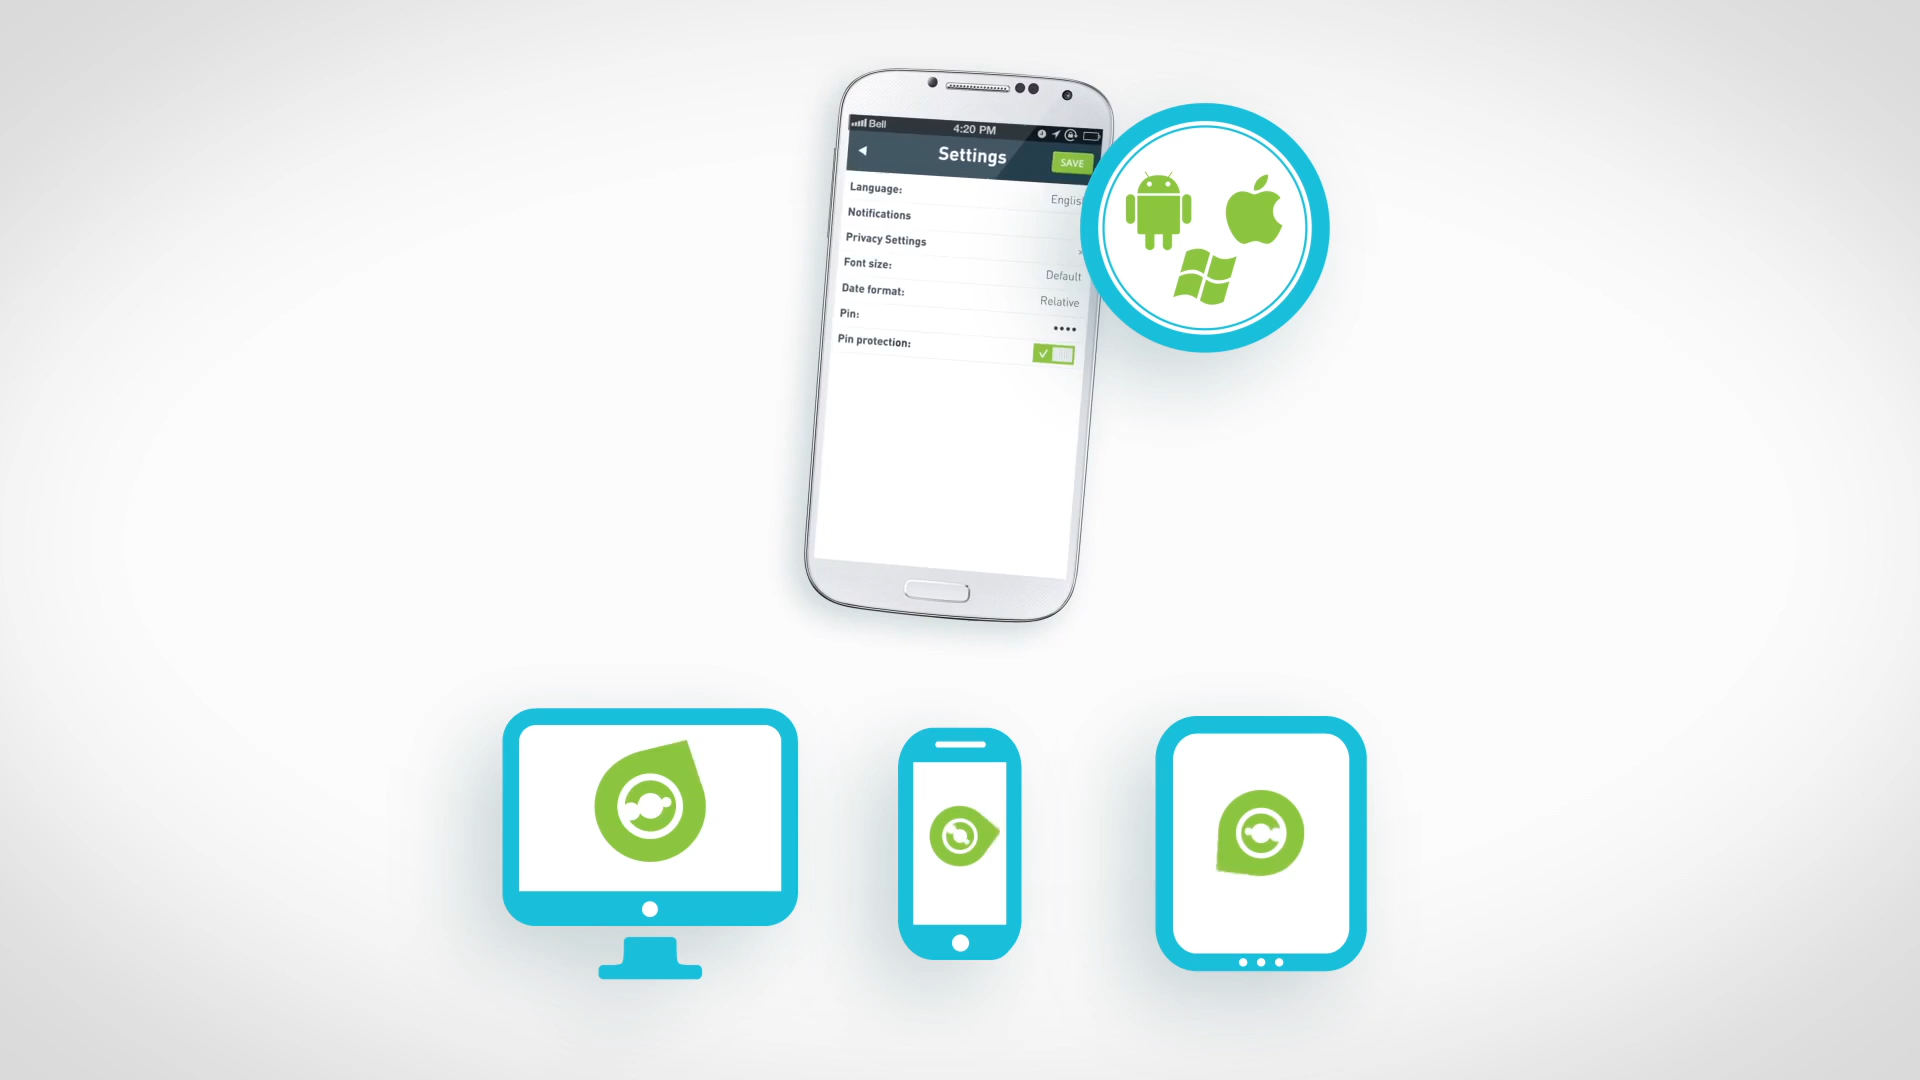 Bell 4:20 PM
Settings SAVE
Language: Englis
Notifications
Privacy Settings
Font size: Default
Date format: Relative
Pin: ••••
Pin protection: